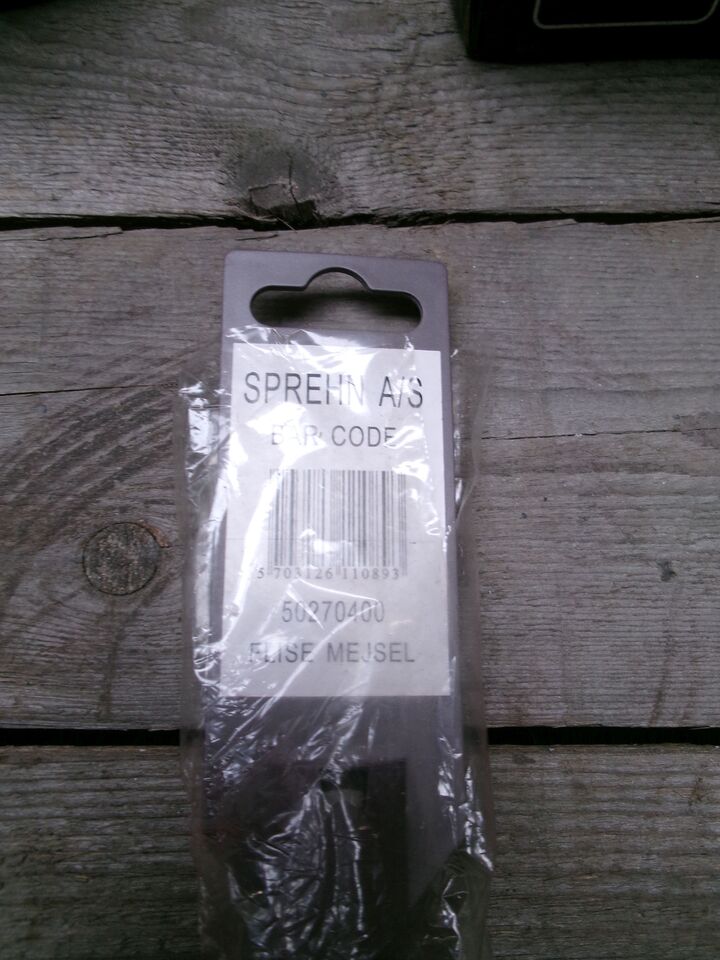 SPREHN A/S
BAR CODE
5 703126 110893
50270400
FLISE MEJSEL